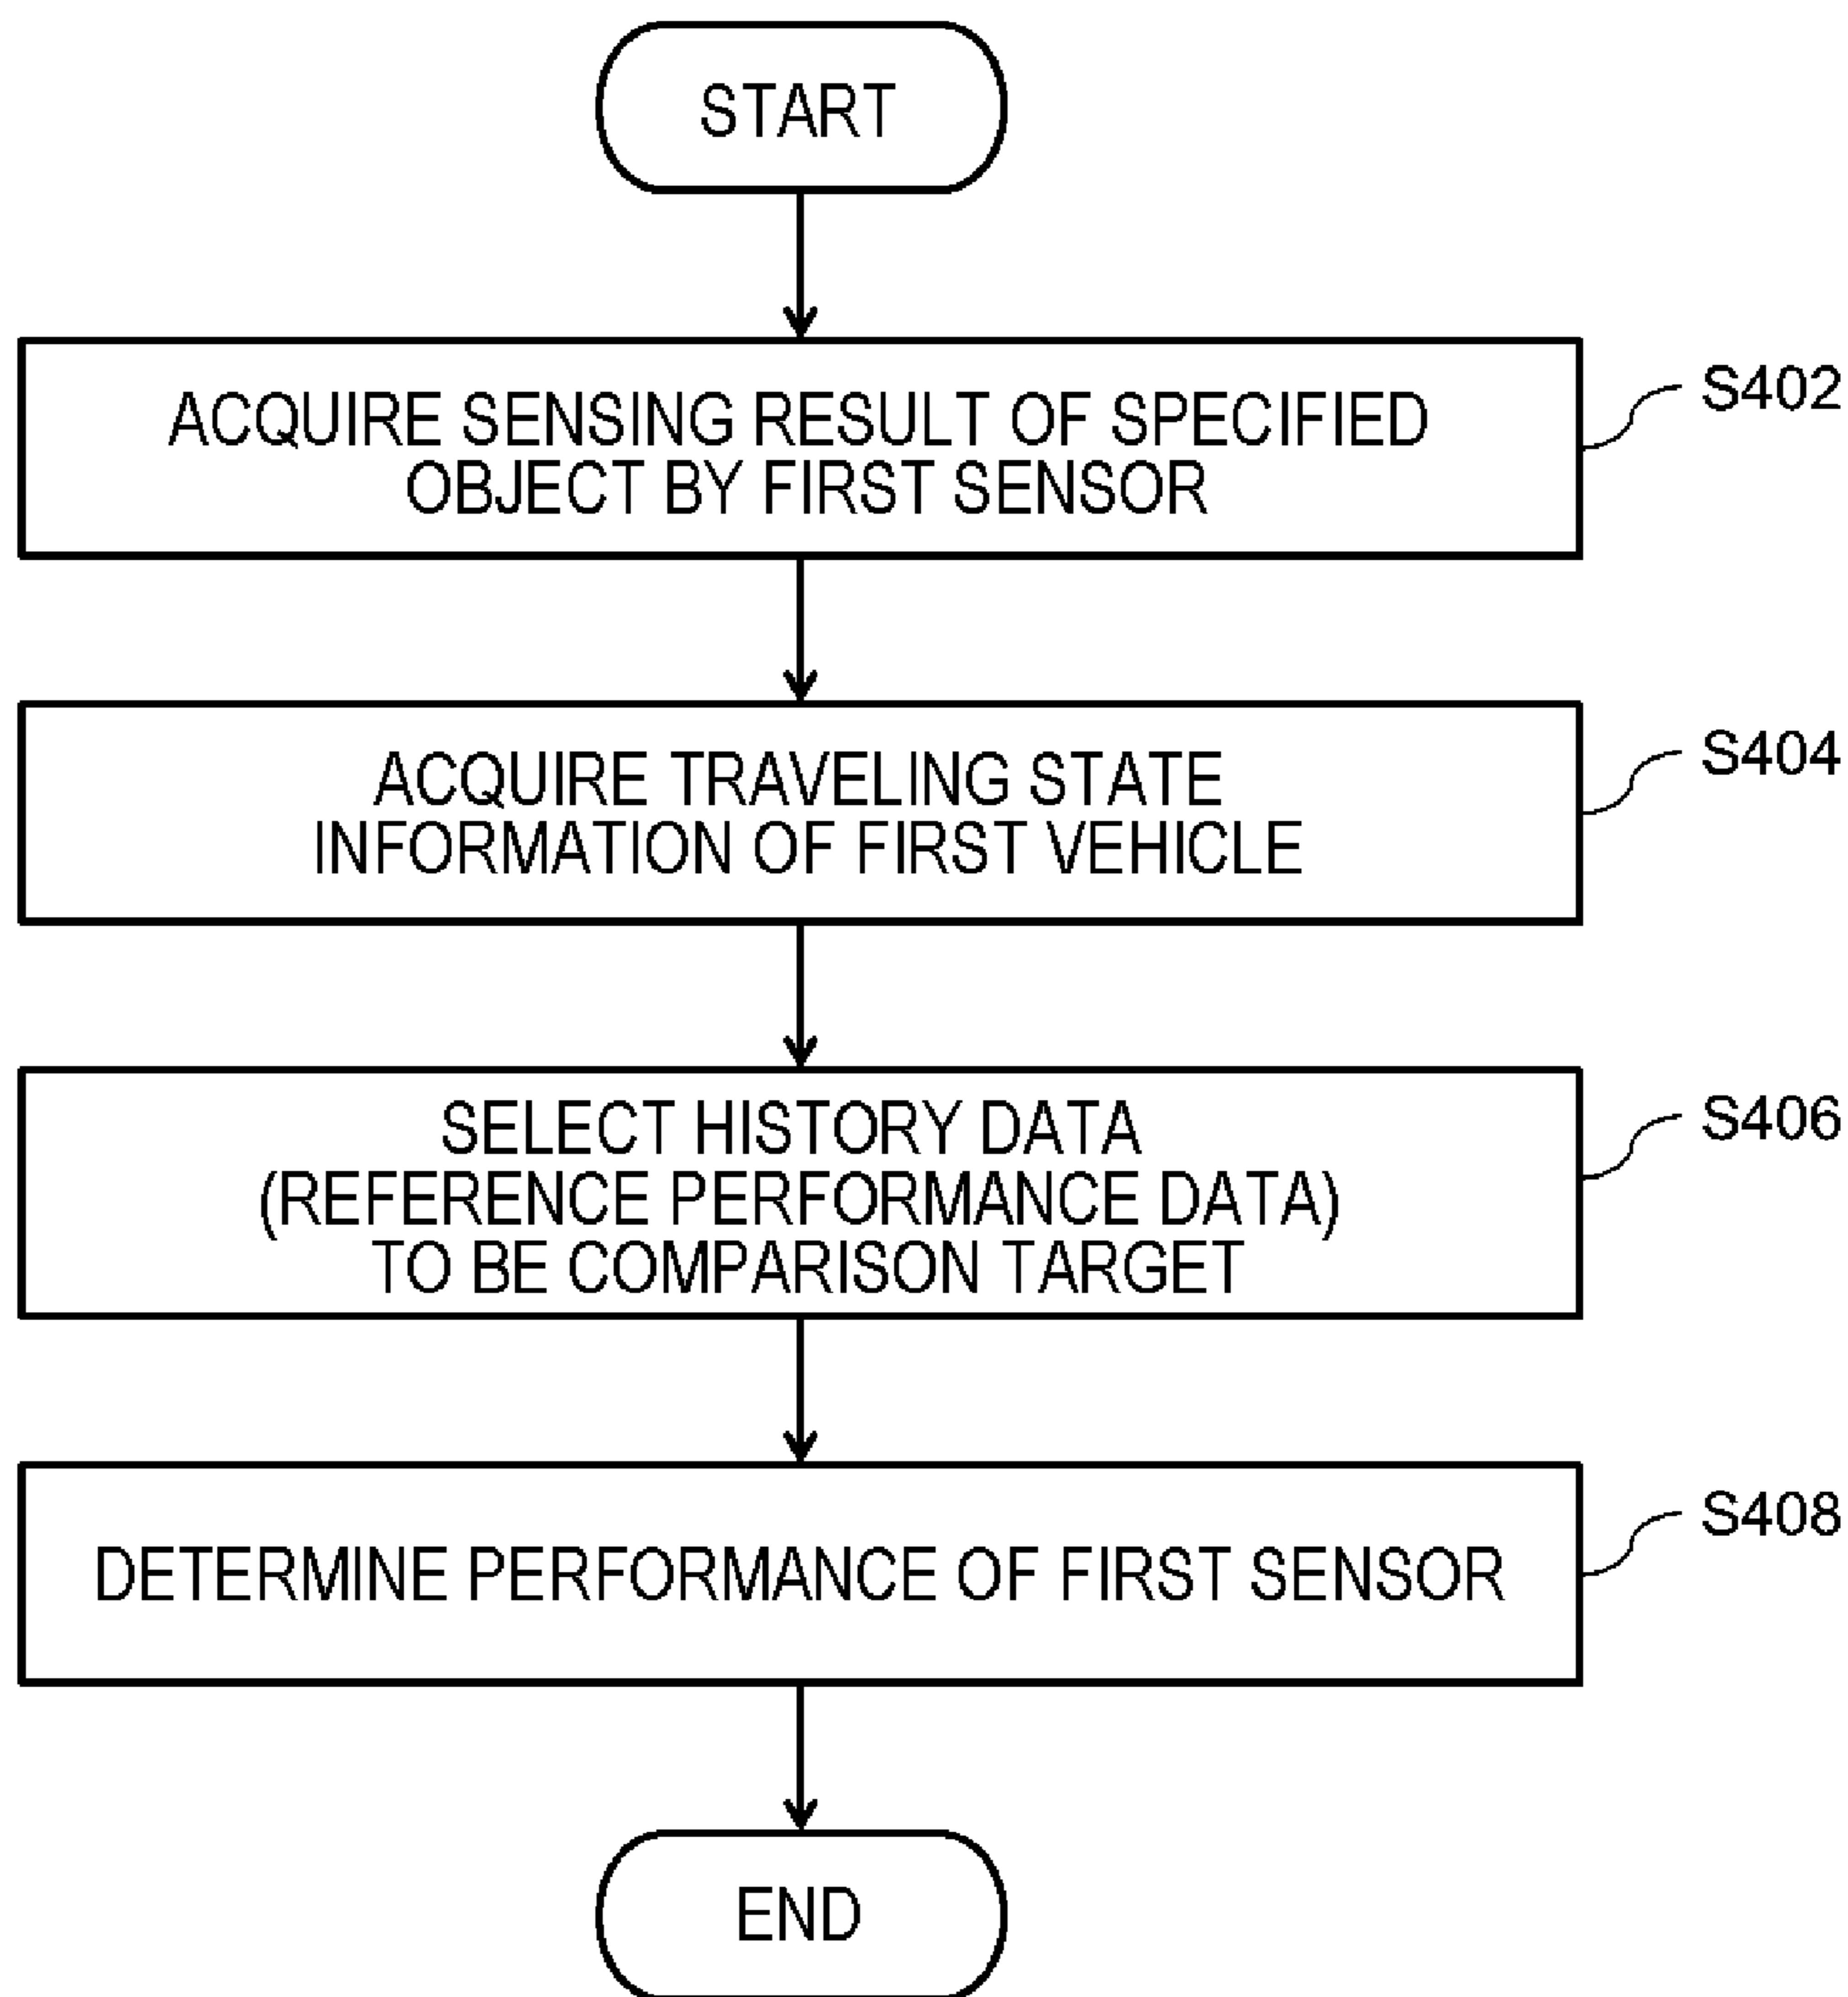 START
ACQUIRE SENSING RESULT OF SPECIFIED
OBJECT BY FIRST SENSOR
S402
ACQUIRE TRAVELING STATE
INFORMATION OF FIRST VEHICLE
S404
SELECT HISTORY DATA
(REFERENCE PERFORMANCE DATA)
TO BE COMPARISON TARGET
S406
DETERMINE PERFORMANCE OF FIRST SENSOR
S408
END